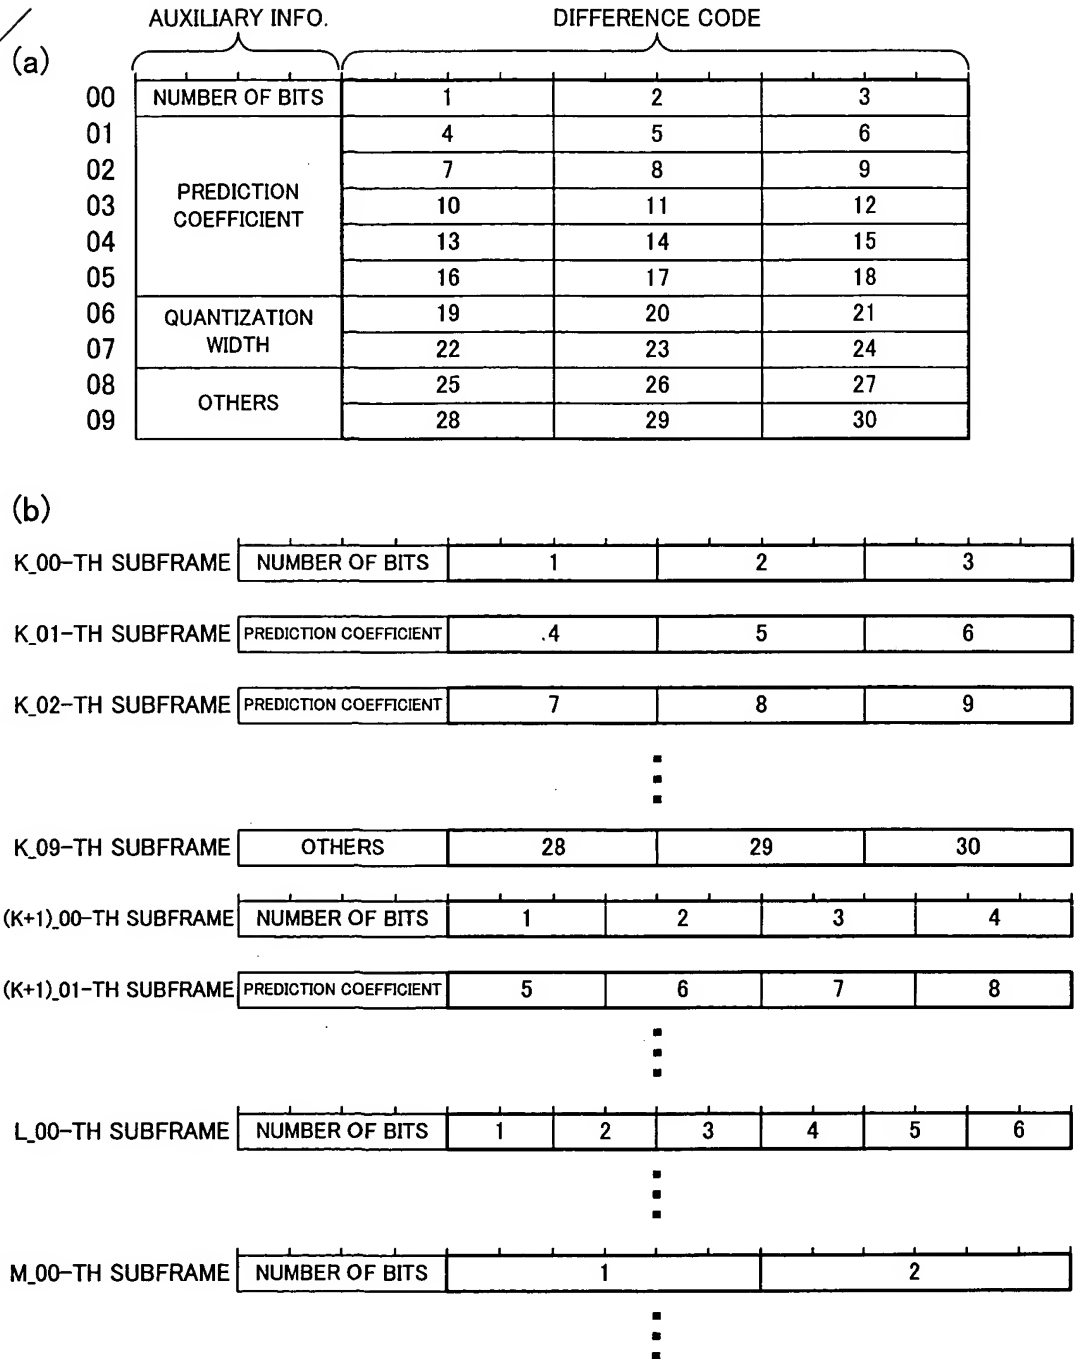 AUXILIARY INFO. DIFFERENCE CODE
(a)
00 NUMBER OF BITS 1 2 3
01 4 5 6
02 7 8 9
PREDICTION
03 10 11 12
COEFFICIENT
04 13 14 15
05 16 17 18
06 QUANTIZATION 19 20 21
07 WIDTH 22 23 24
08 25 26 27
OTHERS
09 28 29 30
(b)
K_00-TH SUBFRAME NUMBER OF BITS 1 2 3
K_01-TH SUBFRAME PREDICTION COEFFICIENT 4 5 6
K_02-TH SUBFRAME PREDICTION COEFFICIENT 7 8 9
K_09-TH SUBFRAME OTHERS 28 29 30
(K+1)_00-TH SUBFRAME NUMBER OF BITS 1 2 3 4
(K+1)_01-TH SUBFRAME PREDICTION COEFFICIENT 5 6 7 8
L_00-TH SUBFRAME NUMBER OF BITS 1 2 3 4 5 6
M_00-TH SUBFRAME NUMBER OF BITS 1 2